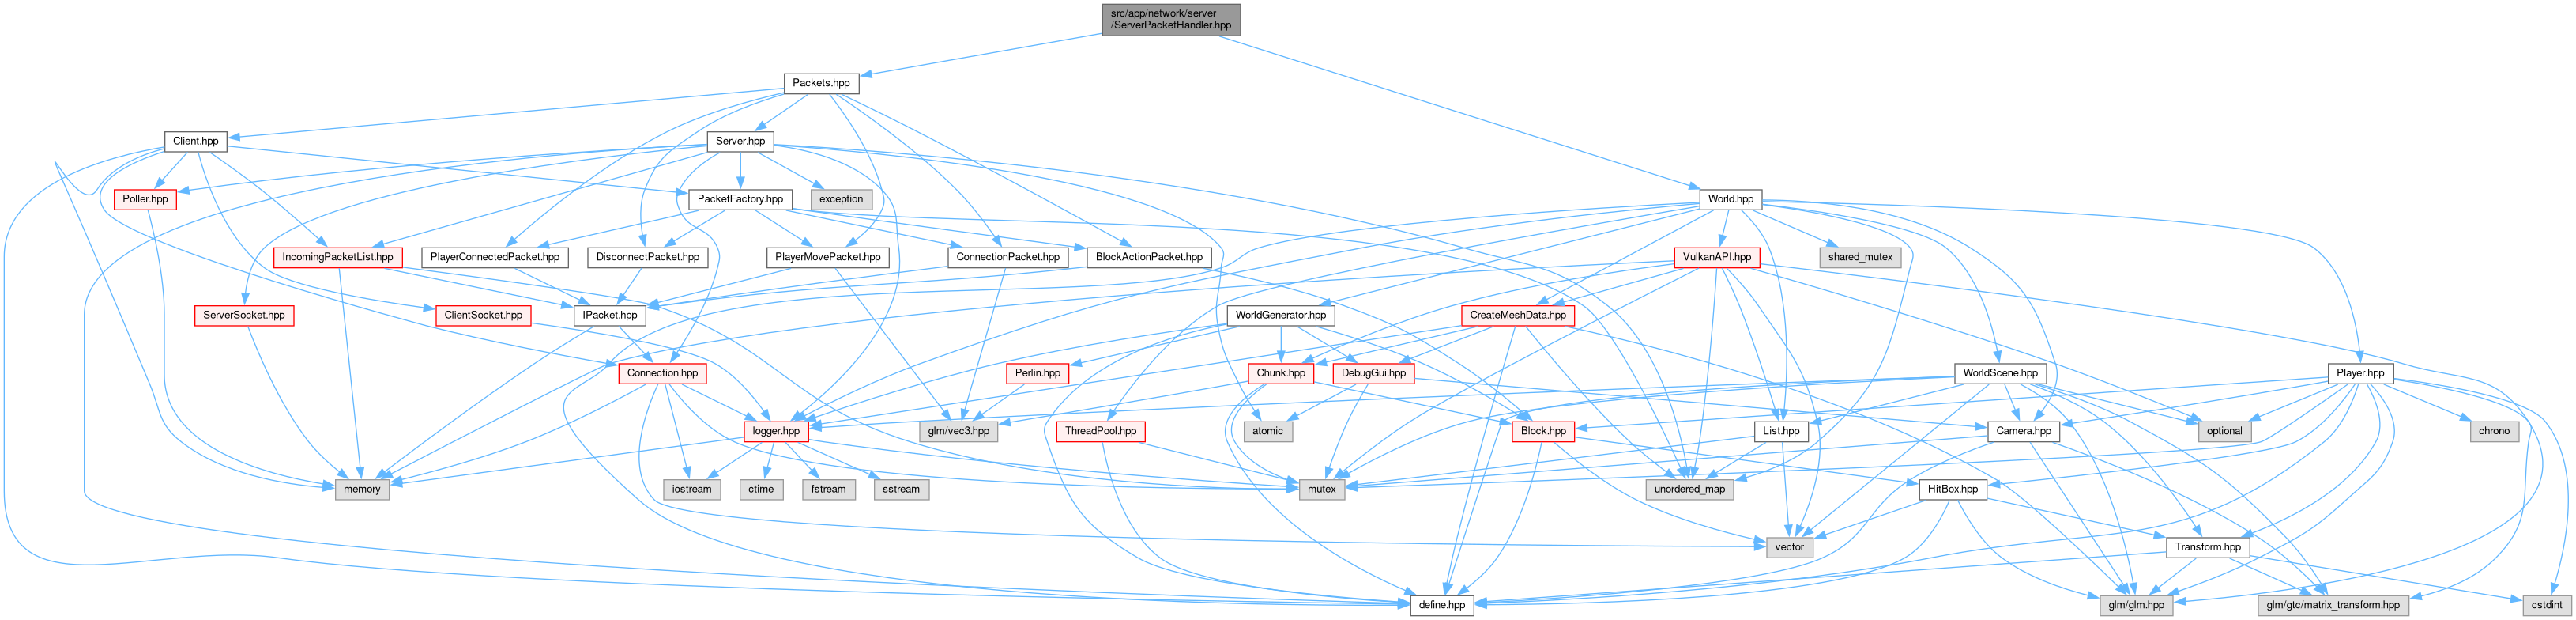 src/app/network/server
/ServerPacketHandler.hpp
Packets.hpp
Client.hpp
Server.hpp
Poller.hpp
PacketFactory.hpp
exception
World.hpp
IncomingPacketList.hpp
PlayerConnectedPacket.hpp
DisconnectPacket.hpp
PlayerMovePacket.hpp
ConnectionPacket.hpp
BlockActionPacket.hpp
VulkanAPI.hpp
shared_mutex
ServerSocket.hpp
ClientSocket.hpp
IPacket.hpp
WorldGenerator.hpp
CreateMeshData.hpp
Connection.hpp
Perlin.hpp
Chunk.hpp
DebugGui.hpp
WorldScene.hpp
Player.hpp
logger.hpp
glm/vec3.hpp
ThreadPool.hpp
atomic
Block.hpp
List.hpp
Camera.hpp
optional
chrono
memory
iostream
ctime
fstream
sstream
mutex
unordered_map
HitBox.hpp
vector
Transform.hpp
define.hpp
glm/glm.hpp
glm/gtc/matrix_transform.hpp
cstdint